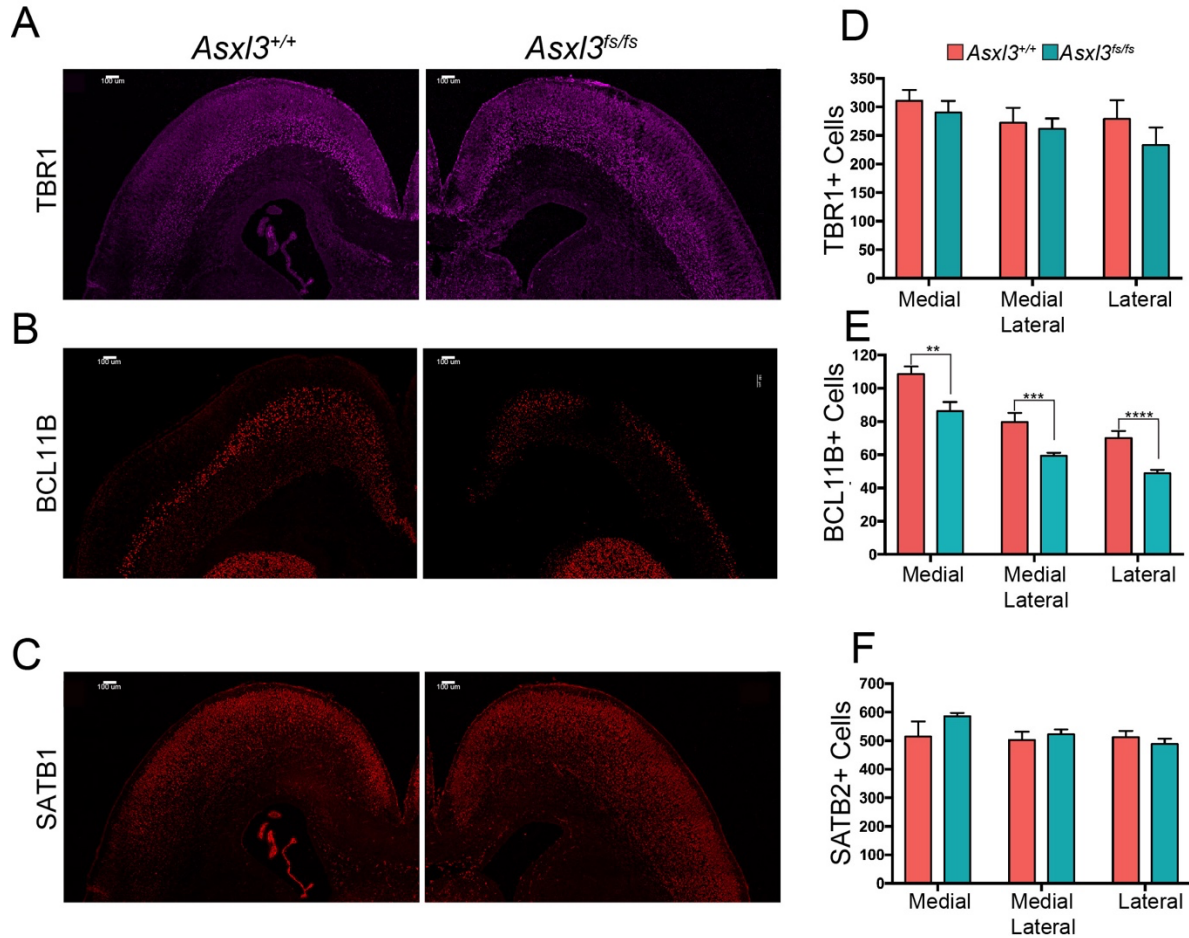 A
Asxl3+/+
Asxl3fs/fs
TBR1
100 um
100 um
B
BCL11B
100 um
C
SATB1
100 um
100 um
D
Asxl3+/+ Asxl3fs/fs
TBR1+ Cells
350
300
250
200
150
100
50
0
Medial
Medial
Lateral
Lateral
E
BCL11B+ Cells
120
100
80
60
40
20
0
**
***
****
Medial
Medial
Lateral
Lateral
F
SATB2+ Cells
700
600
500
400
300
200
100
0
Medial
Medial
Lateral
Lateral